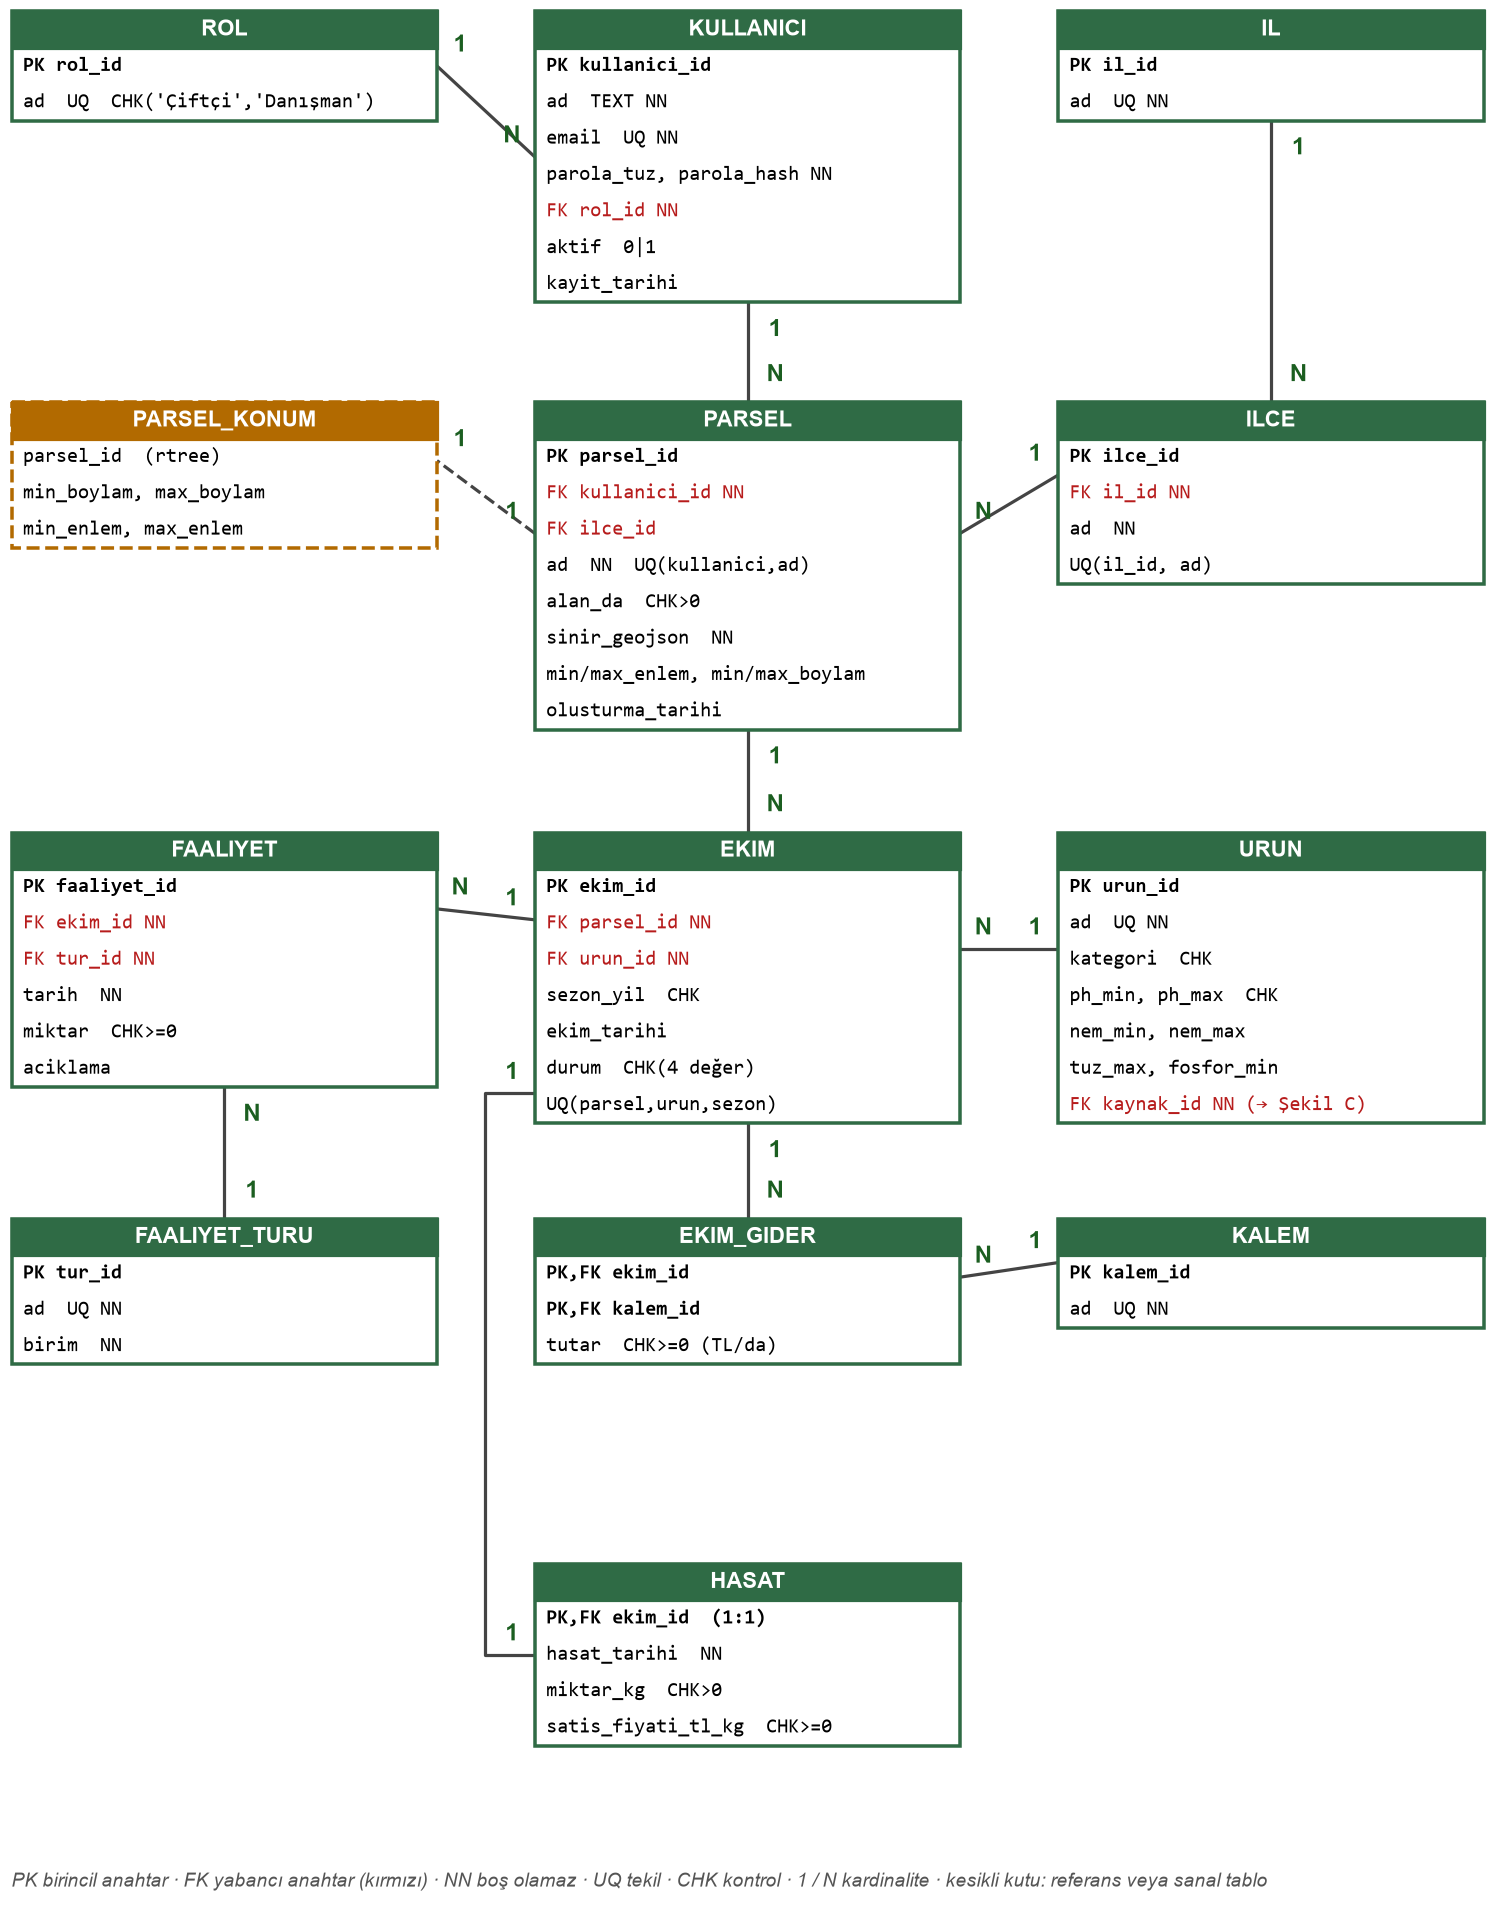 ROL
PK rol_id
ad  UQ  CHK('Çiftçi','Danışman')
1
N
KULLANICI
PK kullanici_id
ad  TEXT NN
email  UQ NN
parola_tuz, parola_hash NN
FK rol_id NN
aktif  0|1
kayit_tarihi
IL
PK il_id
ad  UQ NN
1
N
1
N
PARSEL_KONUM
parsel_id  (rtree)
min_boylam, max_boylam
min_enlem, max_enlem
1
1
PARSEL
PK parsel_id
FK kullanici_id NN
FK ilce_id
ad  NN  UQ(kullanici,ad)
alan_da  CHK>0
sinir_geojson  NN
min/max_enlem, min/max_boylam
olusturma_tarihi
N
1
ILCE
PK ilce_id
FK il_id NN
ad  NN
UQ(il_id, ad)
1
N
FAALIYET
PK faaliyet_id
FK ekim_id NN
FK tur_id NN
tarih  NN
miktar  CHK>=0
aciklama
N
1
EKIM
PK ekim_id
FK parsel_id NN
FK urun_id NN
sezon_yil  CHK
ekim_tarihi
durum  CHK(4 değer)
UQ(parsel,urun,sezon)
N
1
URUN
PK urun_id
ad  UQ NN
kategori  CHK
ph_min, ph_max  CHK
nem_min, nem_max
tuz_max, fosfor_min
FK kaynak_id NN (→ Şekil C)
1
N
1
1
N
FAALIYET_TURU
PK tur_id
ad  UQ NN
birim  NN
EKIM_GIDER
PK,FK ekim_id
PK,FK kalem_id
tutar  CHK>=0 (TL/da)
N
1
KALEM
PK kalem_id
ad  UQ NN
1
HASAT
PK,FK ekim_id  (1:1)
hasat_tarihi  NN
miktar_kg  CHK>0
satis_fiyati_tl_kg  CHK>=0
PK birincil anahtar · FK yabancı anahtar (kırmızı) · NN boş olamaz · UQ tekil · CHK kontrol · 1 / N kardinalite · kesikli kutu: referans veya sanal tablo